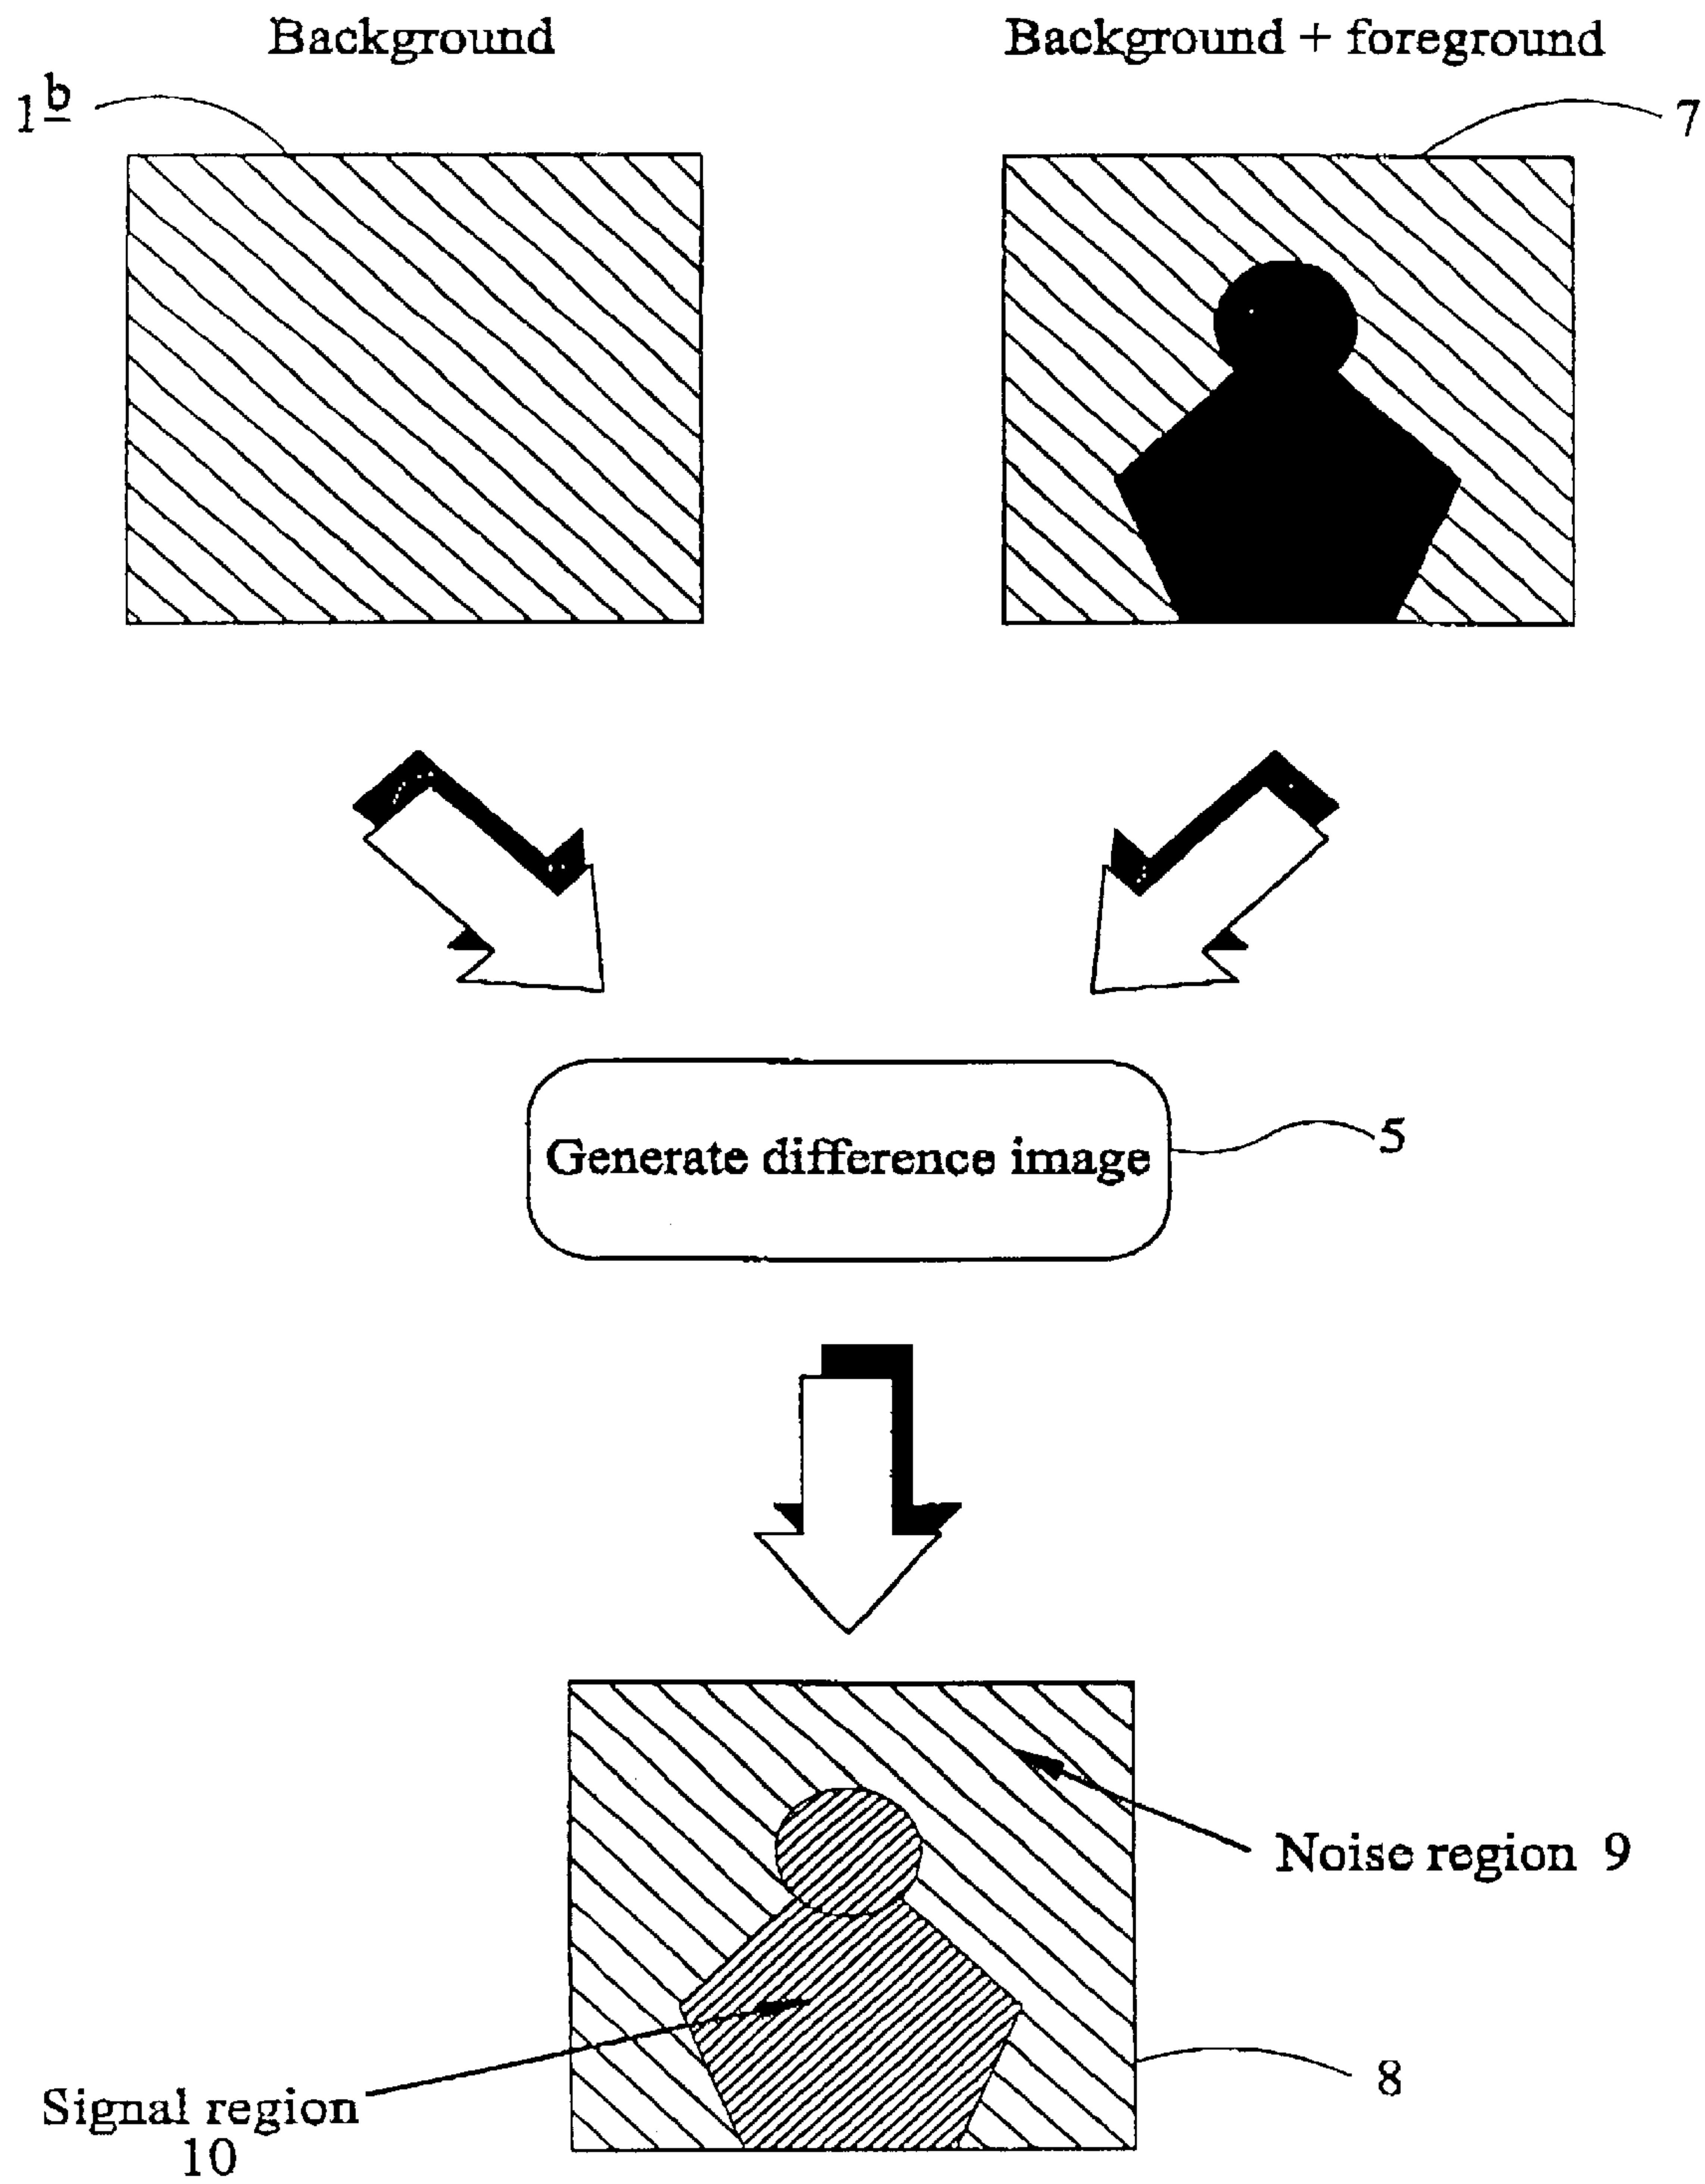 Background
Background + foreground
1b
7
Generate difference image
5
Noise region 9
8
Signal region
10